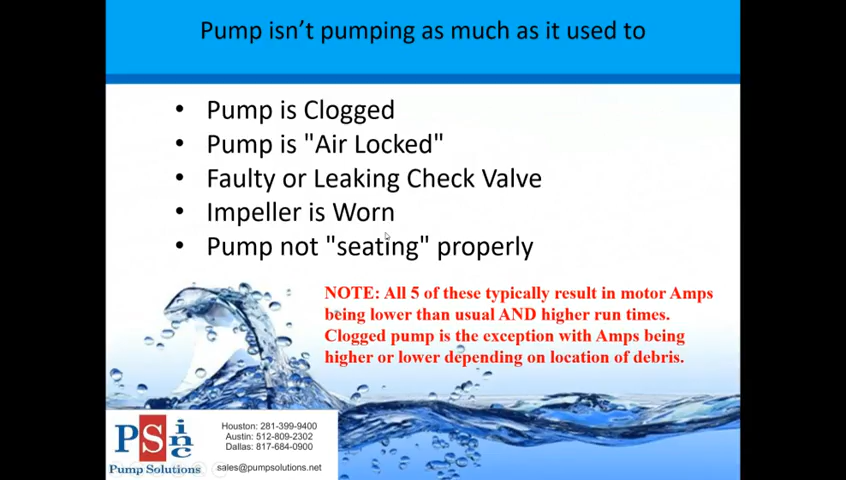 Pump isn't pumping as much as it used to
• Pump is Clogged
• Pump is "Air Locked"
• Faulty or Leaking Check Valve
• Impeller is Worn
• Pump not "seating" properly
NOTE: All 5 of these typically result in motor Amps
being lower than usual AND higher run times.
Clogged pump is the exception with Amps being
higher or lower depending on location of debris.
PS inc
Pump Solutions
Houston: 281-399-9400
Austin: 512-809-2302
Dallas: 817-684-0900
sales@pumpsolutions.net